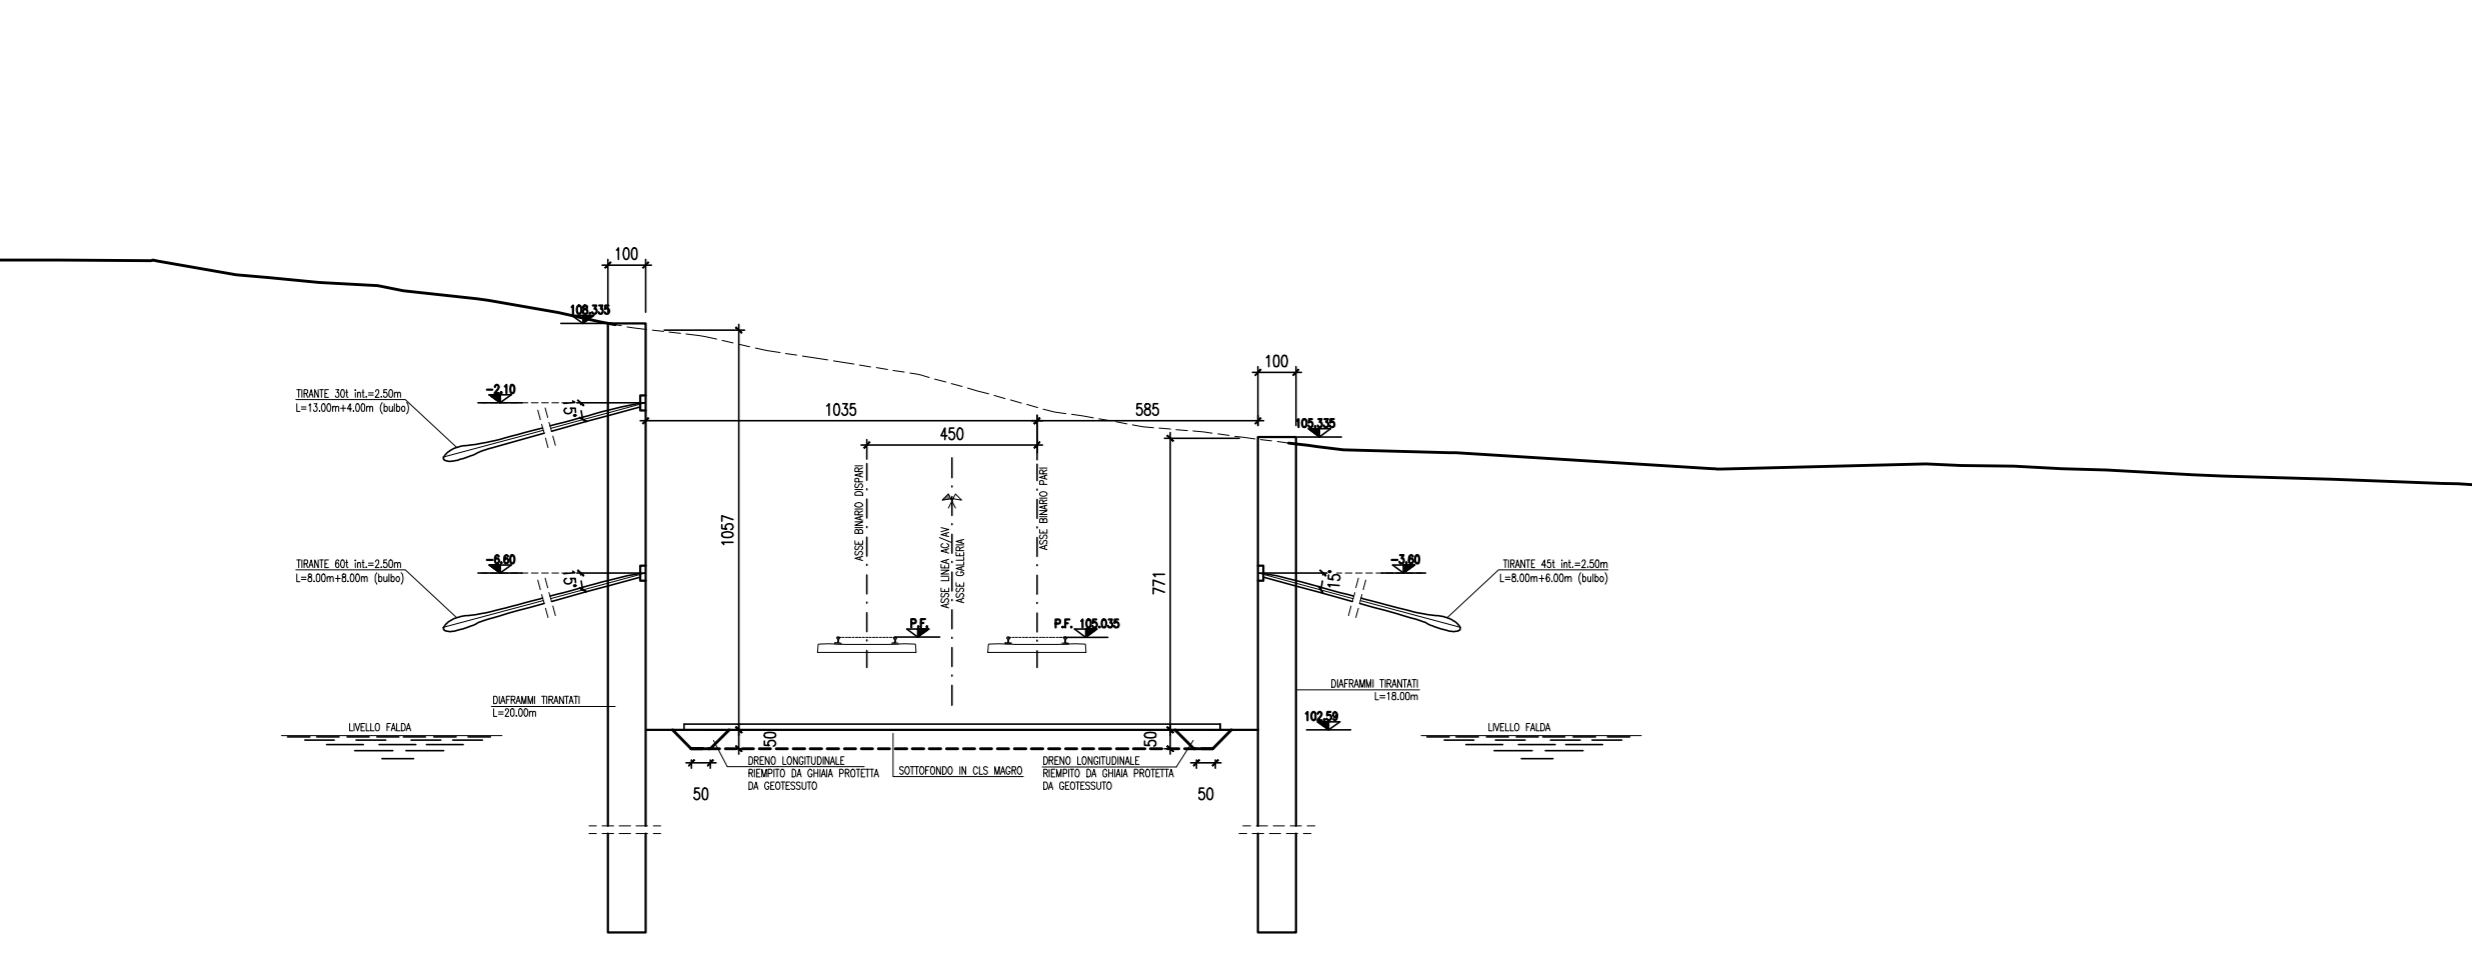 100
108.335
100
TIRANTE 30t int.=2.50m
L=13.00m+4.00m (bulbo)
-2.10
15°
1035
585
105.335
450
ASSE BINARIO DISPARI
ASSE LINEA AC/AV
ASSE GALLERIA
ASSE BINARIO PARI
1057
771
TIRANTE 60t int.=2.50m
L=8.00m+8.00m (bulbo)
-6.60
15°
-3.60
15°
TIRANTE 45t int.=2.50m
L=8.00m+6.00m (bulbo)
P.F.
P.F. 105.035
DIAFRAMMI TIRANTATI
L=20.00m
DIAFRAMMI TIRANTATI
L=18.00m
102.59
LIVELLO FALDA
LIVELLO FALDA
50
50
DRENO LONGITUDINALE
RIEMPITO DA GHIAIA PROTETTA
DA GEOTESSUTO
SOTTOFONDO IN CLS MAGRO
DRENO LONGITUDINALE
RIEMPITO DA GHIAIA PROTETTA
DA GEOTESSUTO
50
50